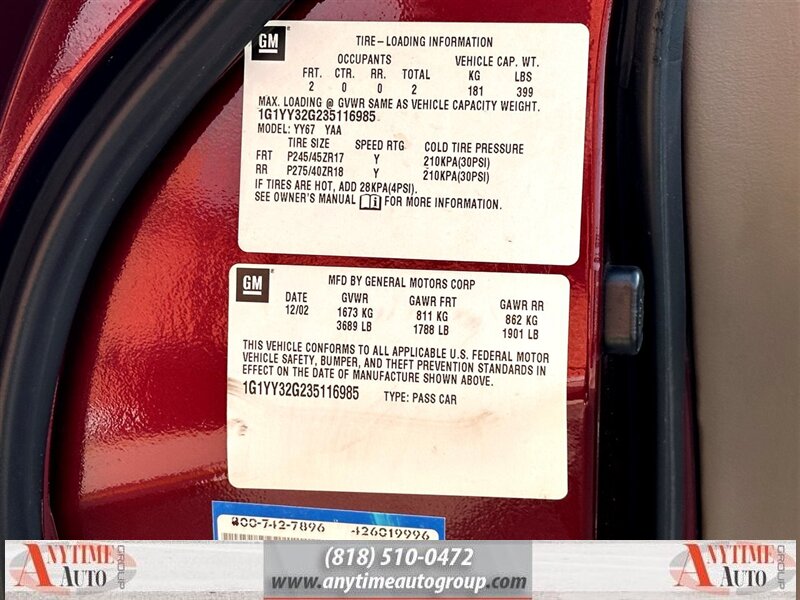 GM
TIRE-LOADING INFORMATION
OCCUPANTS VEHICLE CAP. WT.
FRT. CTR. RR. TOTAL KG LBS
2 0 0 2 181 399
MAX. LOADING @ GVWR SAME AS VEHICLE CAPACITY WEIGHT.
1G1YY32G235116985
MODEL: YY67 YAA
TIRE SIZE SPEED RTG COLD TIRE PRESSURE
FRT P245/45ZR17 Y 210KPA(30PSI)
RR P275/40ZR18 Y 210KPA(30PSI)
IF TIRES ARE HOT, ADD 28KPA(4PSI).
SEE OWNER'S MANUAL i FOR MORE INFORMATION.
GM
MFD BY GENERAL MOTORS CORP
DATE GVWR GAWR FRT GAWR RR
12/02 1673 KG 811 KG 862 KG
3689 LB 1788 LB 1901 LB
THIS VEHICLE CONFORMS TO ALL APPLICABLE U.S. FEDERAL MOTOR
VEHICLE SAFETY, BUMPER, AND THEFT PREVENTION STANDARDS IN
EFFECT ON THE DATE OF MANUFACTURE SHOWN ABOVE.
1G1YY32G235116985 TYPE: PASS CAR
800-742-7896 426019996
ANYTIME AUTO GROUP
(818) 510-0472
www.anytimeautogroup.com
ANYTIME AUTO GROUP